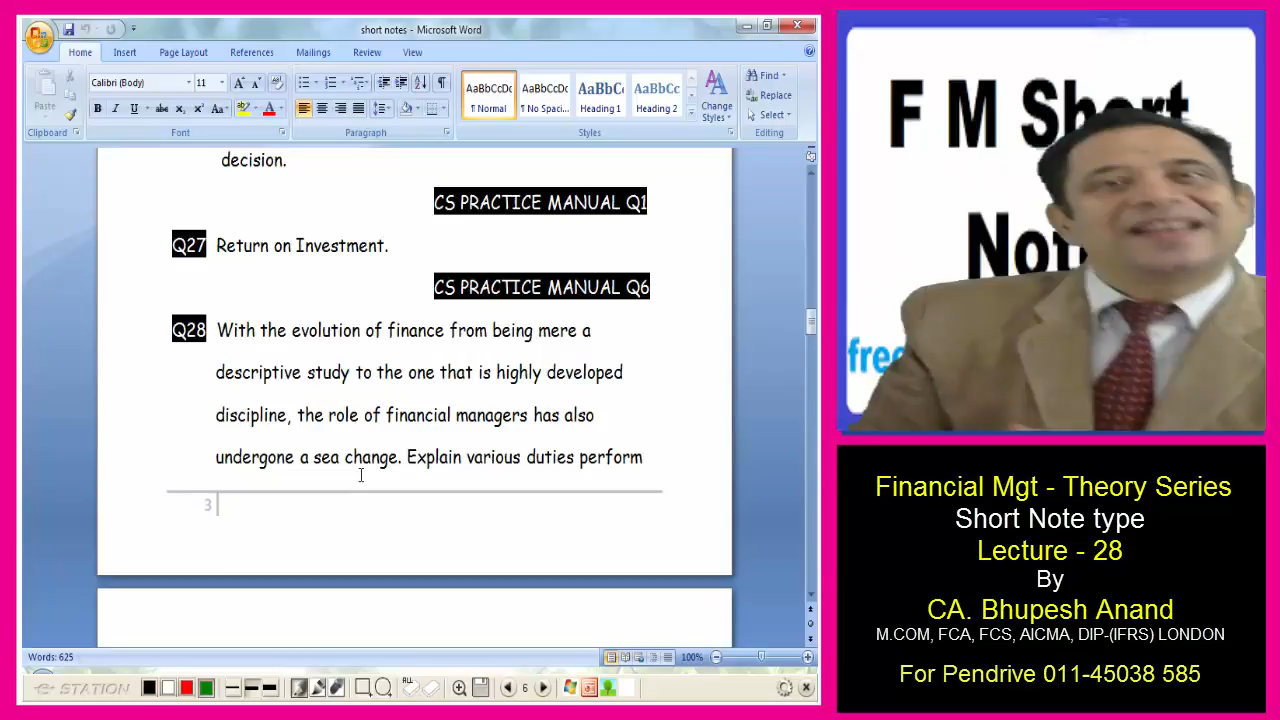 short notes - Microsoft Word
Home Insert Page Layout References Mailings Review View
Paste
Calibri (Body) 11
AaBbCcDc AaBbCcDc AaBbCc AaBbCc
¶ Normal ¶ No Spaci... Heading 1 Heading 2
Change Styles
Find
Replace
Select
Clipboard Font Paragraph Styles Editing
decision.
CS PRACTICE MANUAL Q1
Q27 Return on Investment.
CS PRACTICE MANUAL Q6
Q28 With the evolution of finance from being mere a
descriptive study to the one that is highly developed
discipline, the role of financial managers has also
undergone a sea change. Explain various duties perform
3
Words: 625
100%
e-STATION
ALL
6
F M Short
Financial Mgt - Theory Series
Short Note type
Lecture - 28
By
CA. Bhupesh Anand
M.COM, FCA, FCS, AICMA, DIP-(IFRS) LONDON
For Pendrive 011-45038 585